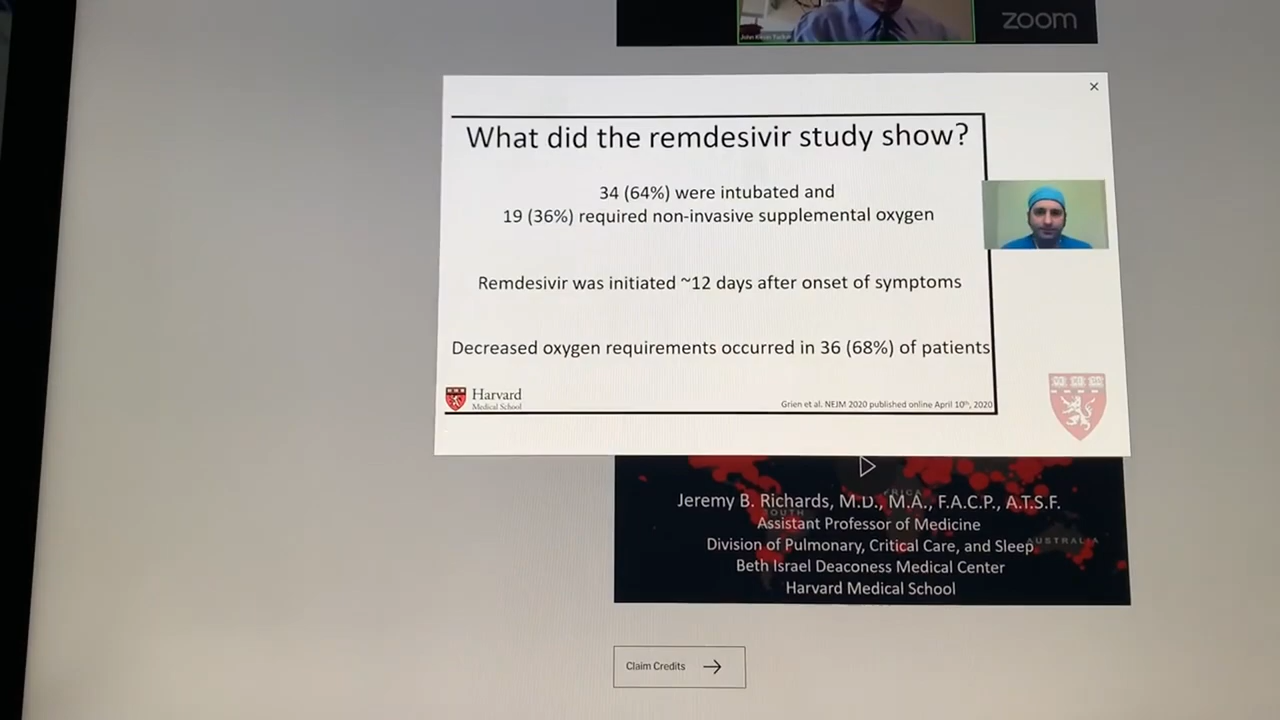 zoom
What did the remdesivir study show?
34 (64%) were intubated and
19 (36%) required non-invasive supplemental oxygen
Remdesivir was initiated ~12 days after onset of symptoms
Decreased oxygen requirements occurred in 36 (68%) of patients
Harvard
Medical School
Grien et al. NEJM 2020 published online April 10th, 2020
Jeremy B. Richards, M.D., M.A., F.A.C.P., A.T.S.F.
SOUTH
Assistant Professor of Medicine
Division of Pulmonary, Critical Care, and Sleep
AUSTRALIA
Beth Israel Deaconess Medical Center
Harvard Medical School
Claim Credits